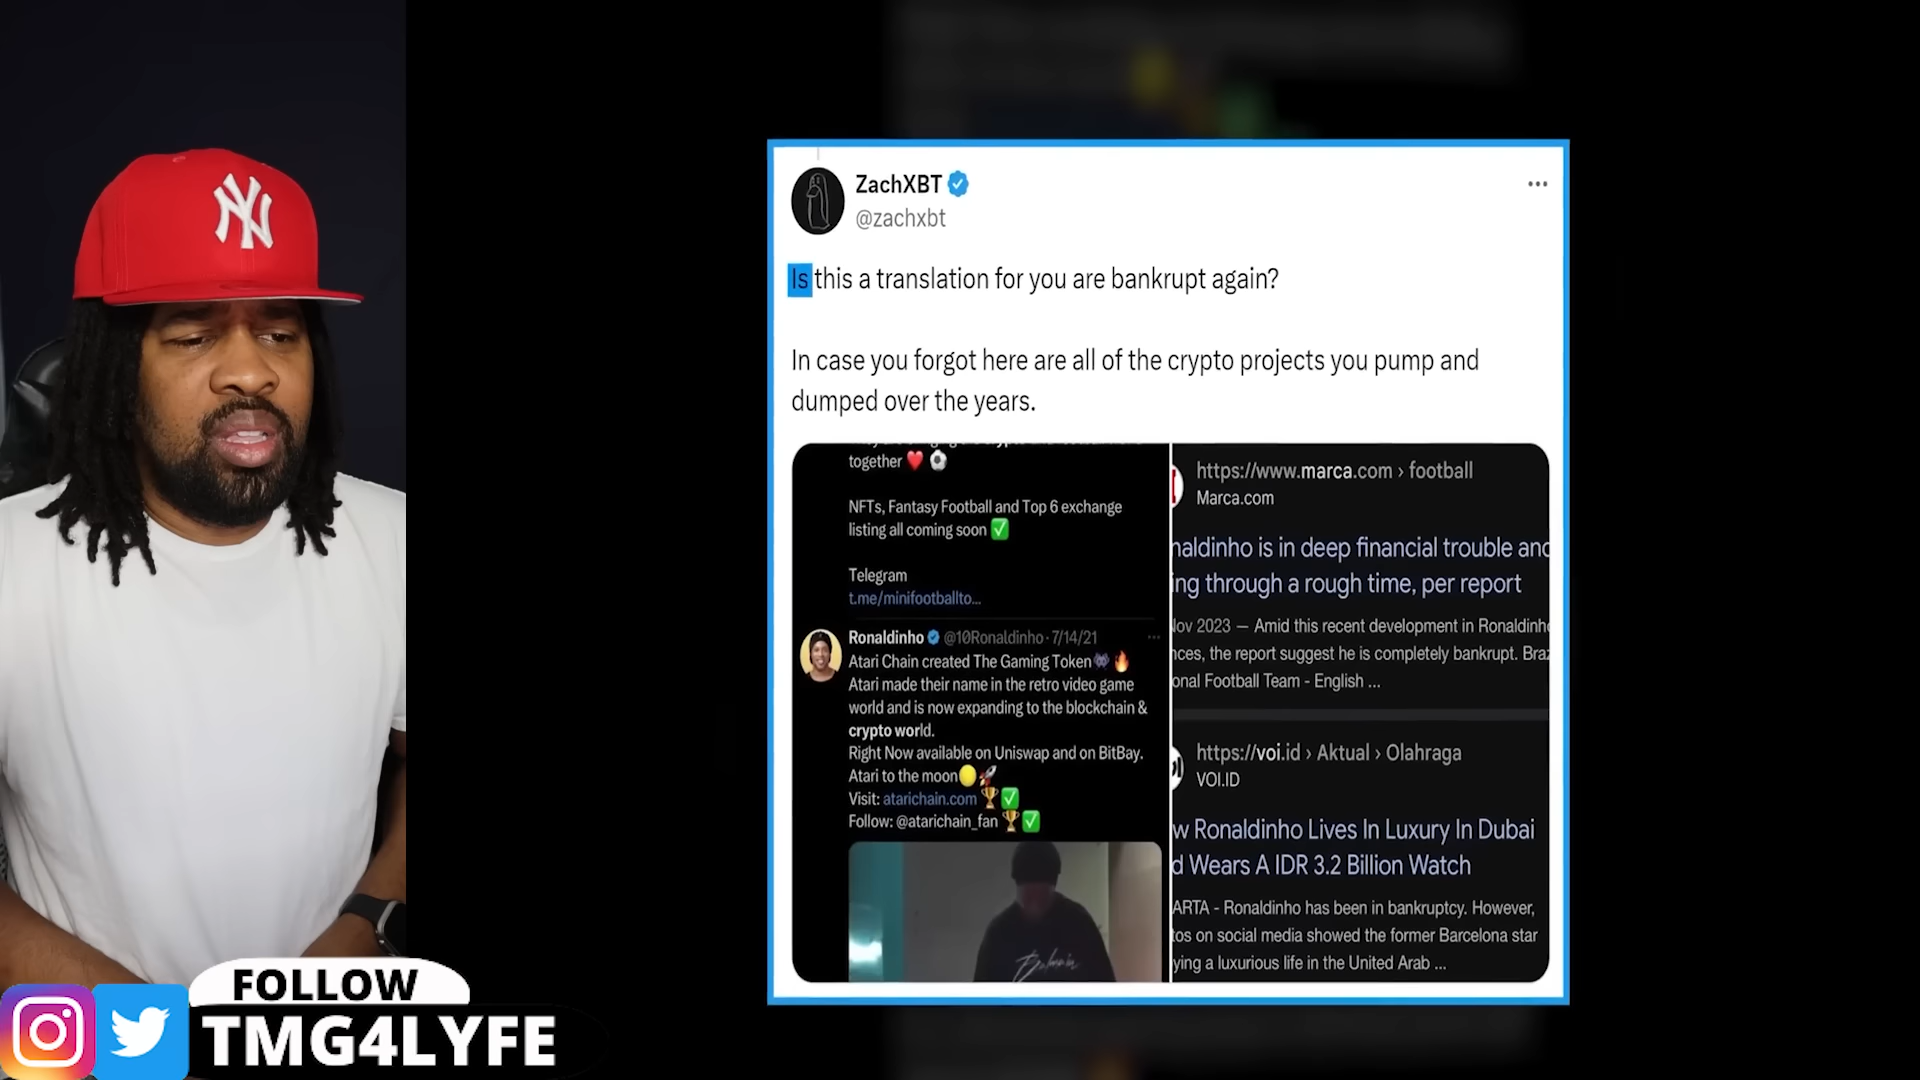 NY
ZachXBT
@zachxbt
Is this a translation for you are bankrupt again?
In case you forgot here are all of the crypto projects you pump and
dumped over the years.
together ❤️ ⚽
NFTs, Fantasy Football and Top 6 exchange
listing all coming soon ✅
Telegram
t.me/minifootballto...
Ronaldinho @10Ronaldinho · 7/14/21
Atari Chain created The Gaming Token👾🔥
Atari made their name in the retro video game
world and is now expanding to the blockchain &
crypto world.
Right Now available on Uniswap and on BitBay.
Atari to the moon🟡🚀
Visit: atarichain.com 🏆✅
Follow: @atarichain_fan 🏆✅
Balmain
https://www.marca.com › football
Marca.com
naldinho is in deep financial trouble and
ing through a rough time, per report
Nov 2023 — Amid this recent development in Ronaldinh
nces, the report suggest he is completely bankrupt. Braz
onal Football Team - English ...
https://voi.id › Aktual › Olahraga
VOI.ID
w Ronaldinho Lives In Luxury In Dubai
d Wears A IDR 3.2 Billion Watch
ARTA - Ronaldinho has been in bankruptcy. However,
tos on social media showed the former Barcelona star
ying a luxurious life in the United Arab ...
FOLLOW
TMG4LYFE